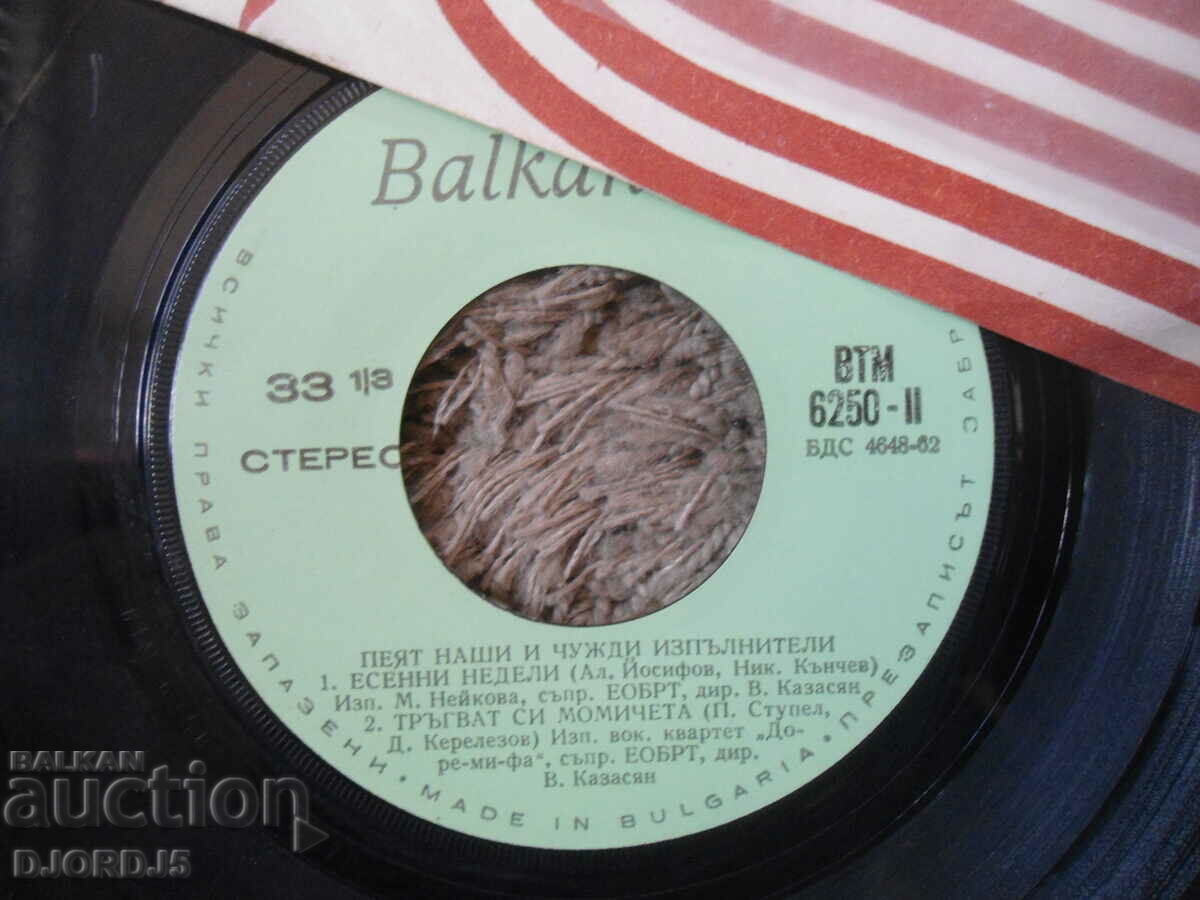 Balkan
33 1/3
СТЕРЕО
ВТМ
6250-II
БДС 4648-62
ПЕЯТ НАШИ И ЧУЖДИ ИЗПЪЛНИТЕЛИ
1. ЕСЕННИ НЕДЕЛИ (Ал. Йосифов, Ник. Кънчев)
Изп. М. Нейкова, съпр. ЕОБРТ, дир. В. Казасян
2. ТРЪГВАТ СИ МОМИЧЕТА (П. Ступел,
Д. Керелезов) Изп. вок. квартет „До-
ре-ми-фа“, съпр. ЕОБРТ, дир.
В. Казасян
ВСИЧКИ ПРАВА ЗАПАЗЕНИ • MADE IN BULGARIA • ПРЕЗАПИСЪТ ЗАБР
BALKAN
auction
DJORD_J5